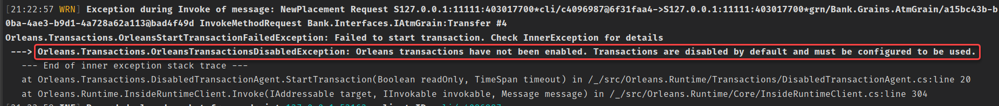 [21:22:57 WRN] Exception during Invoke of message: NewPlacement Request S127.0.0.1:11111:403017700*cli/c4096987@6f31faa4->S127.0.0.1:11111:403017700*grn/Bank.Grains.AtmGrain/a15bc43b-b
0ba-4ae3-b9d1-4a728a62a113@bad4f49d InvokeMethodRequest Bank.Interfaces.IAtmGrain:Transfer #4
Orleans.Transactions.OrleansStartTransactionFailedException: Failed to start transaction. Check InnerException for details
---> Orleans.Transactions.OrleansTransactionsDisabledException: Orleans transactions have not been enabled. Transactions are disabled by default and must be configured to be used.
--- End of inner exception stack trace ---
at Orleans.Transactions.DisabledTransactionAgent.StartTransaction(Boolean readOnly, TimeSpan timeout) in /_/src/Orleans.Runtime/Transactions/DisabledTransactionAgent.cs:line 20
at Orleans.Runtime.InsideRuntimeClient.Invoke(IAddressable target, IInvokable invokable, Message message) in /_/src/Orleans.Runtime/Core/InsideRuntimeClient.cs:line 304